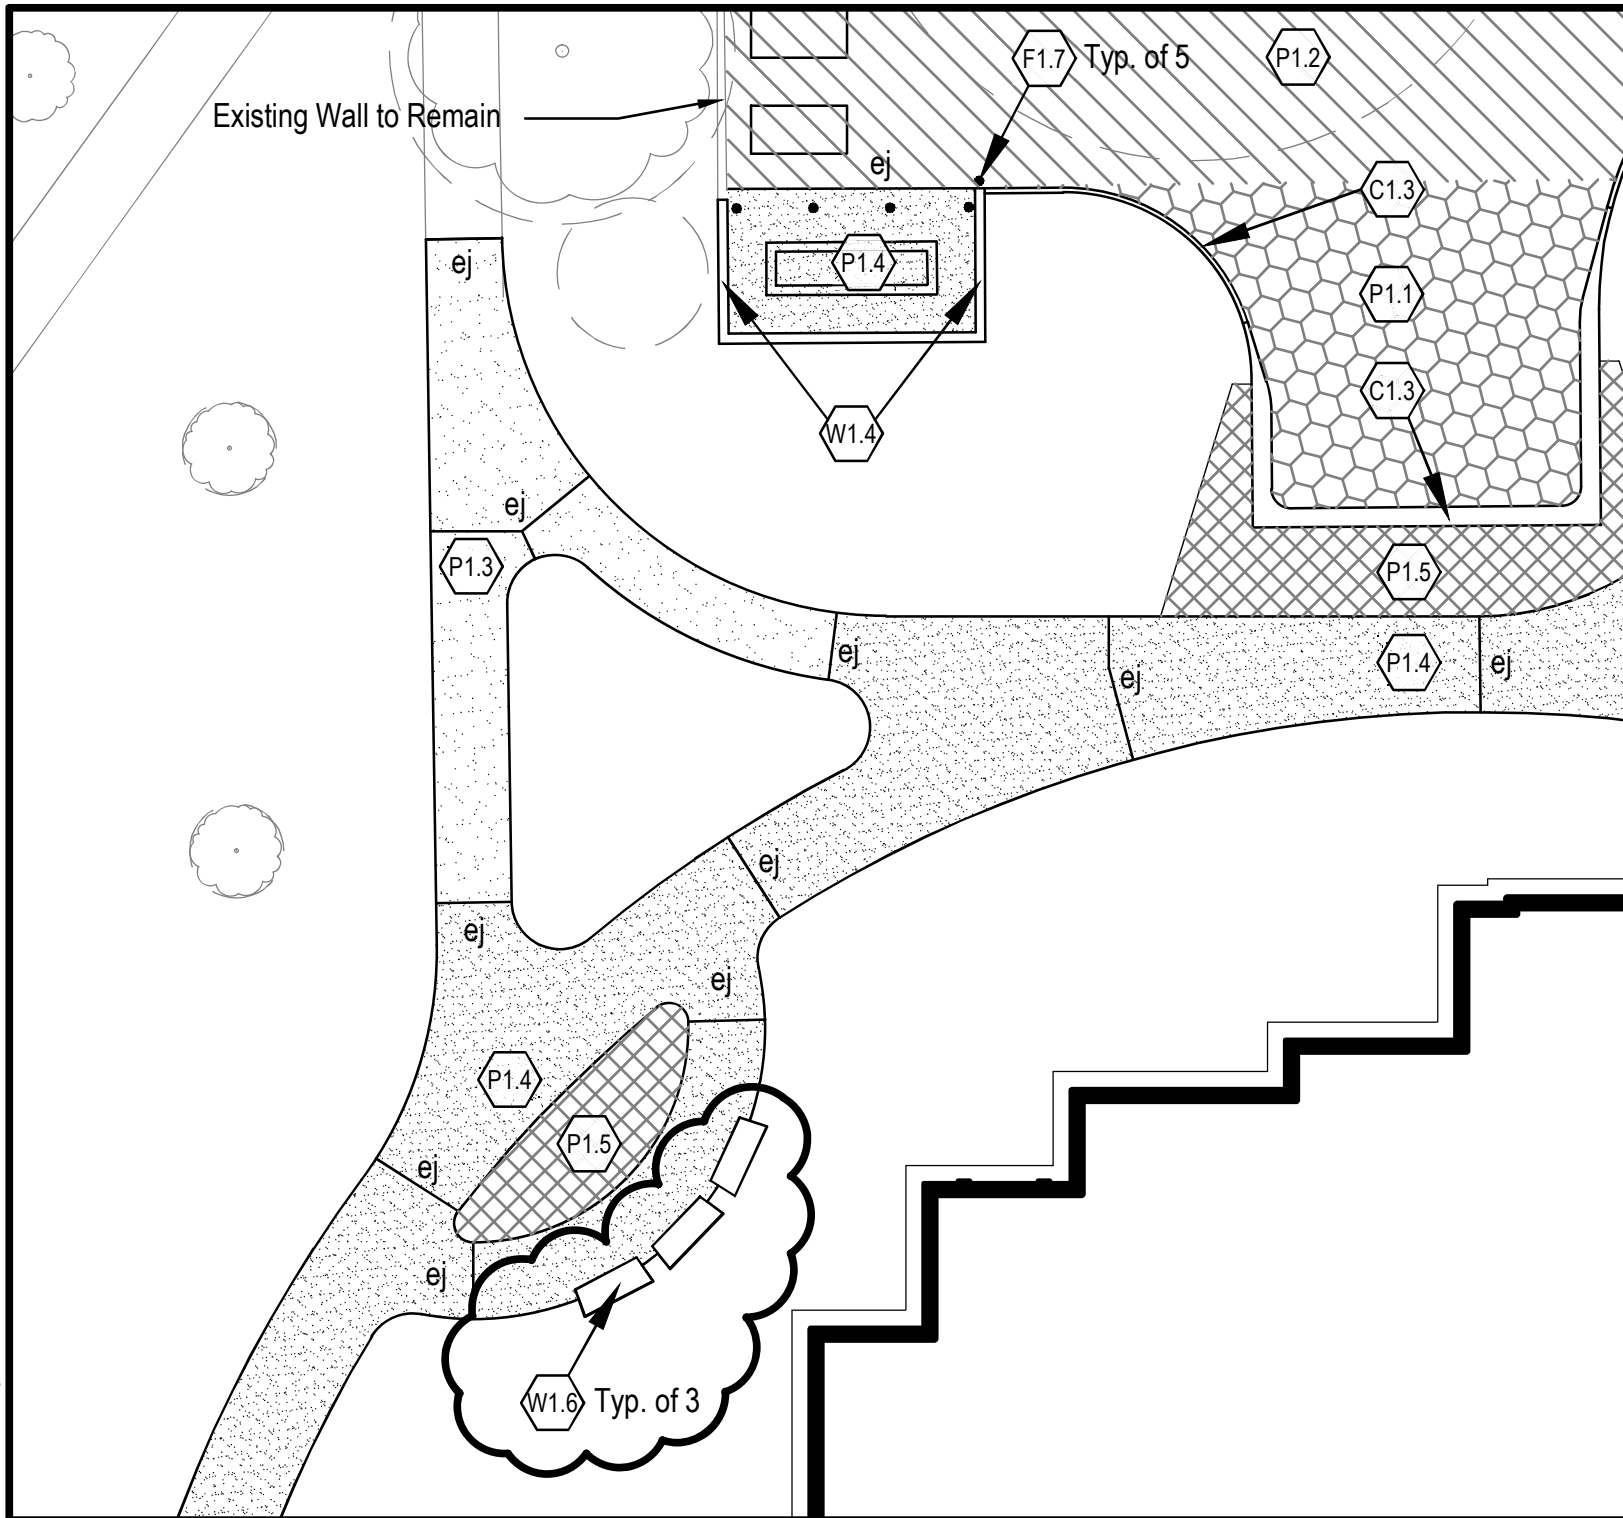 F1.7 Typ. of 5
P1.2
Existing Wall to Remain
ej
C1.3
ej
P1.4
P1.1
C1.3
W1.4
ej
P1.3
P1.5
ej
P1.4
ej
ej
ej
ej
ej
P1.4
P1.5
ej
ej
W1.6 Typ. of 3